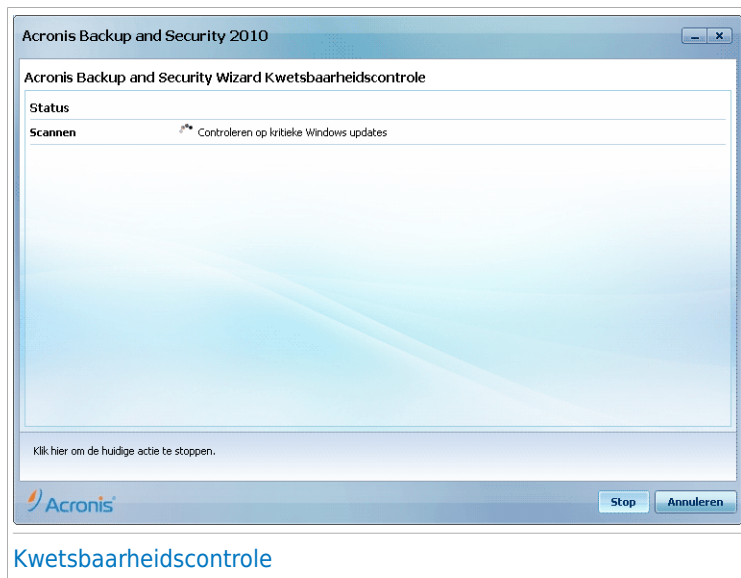 Acronis Backup and Security 2010
Acronis Backup and Security Wizard Kwetsbaarheidscontrole
Status
Scannen Controleren op kritieke Windows updates
Klik hier om de huidige actie te stoppen.
Acronis
Stop Annuleren
Kwetsbaarheidscontrole